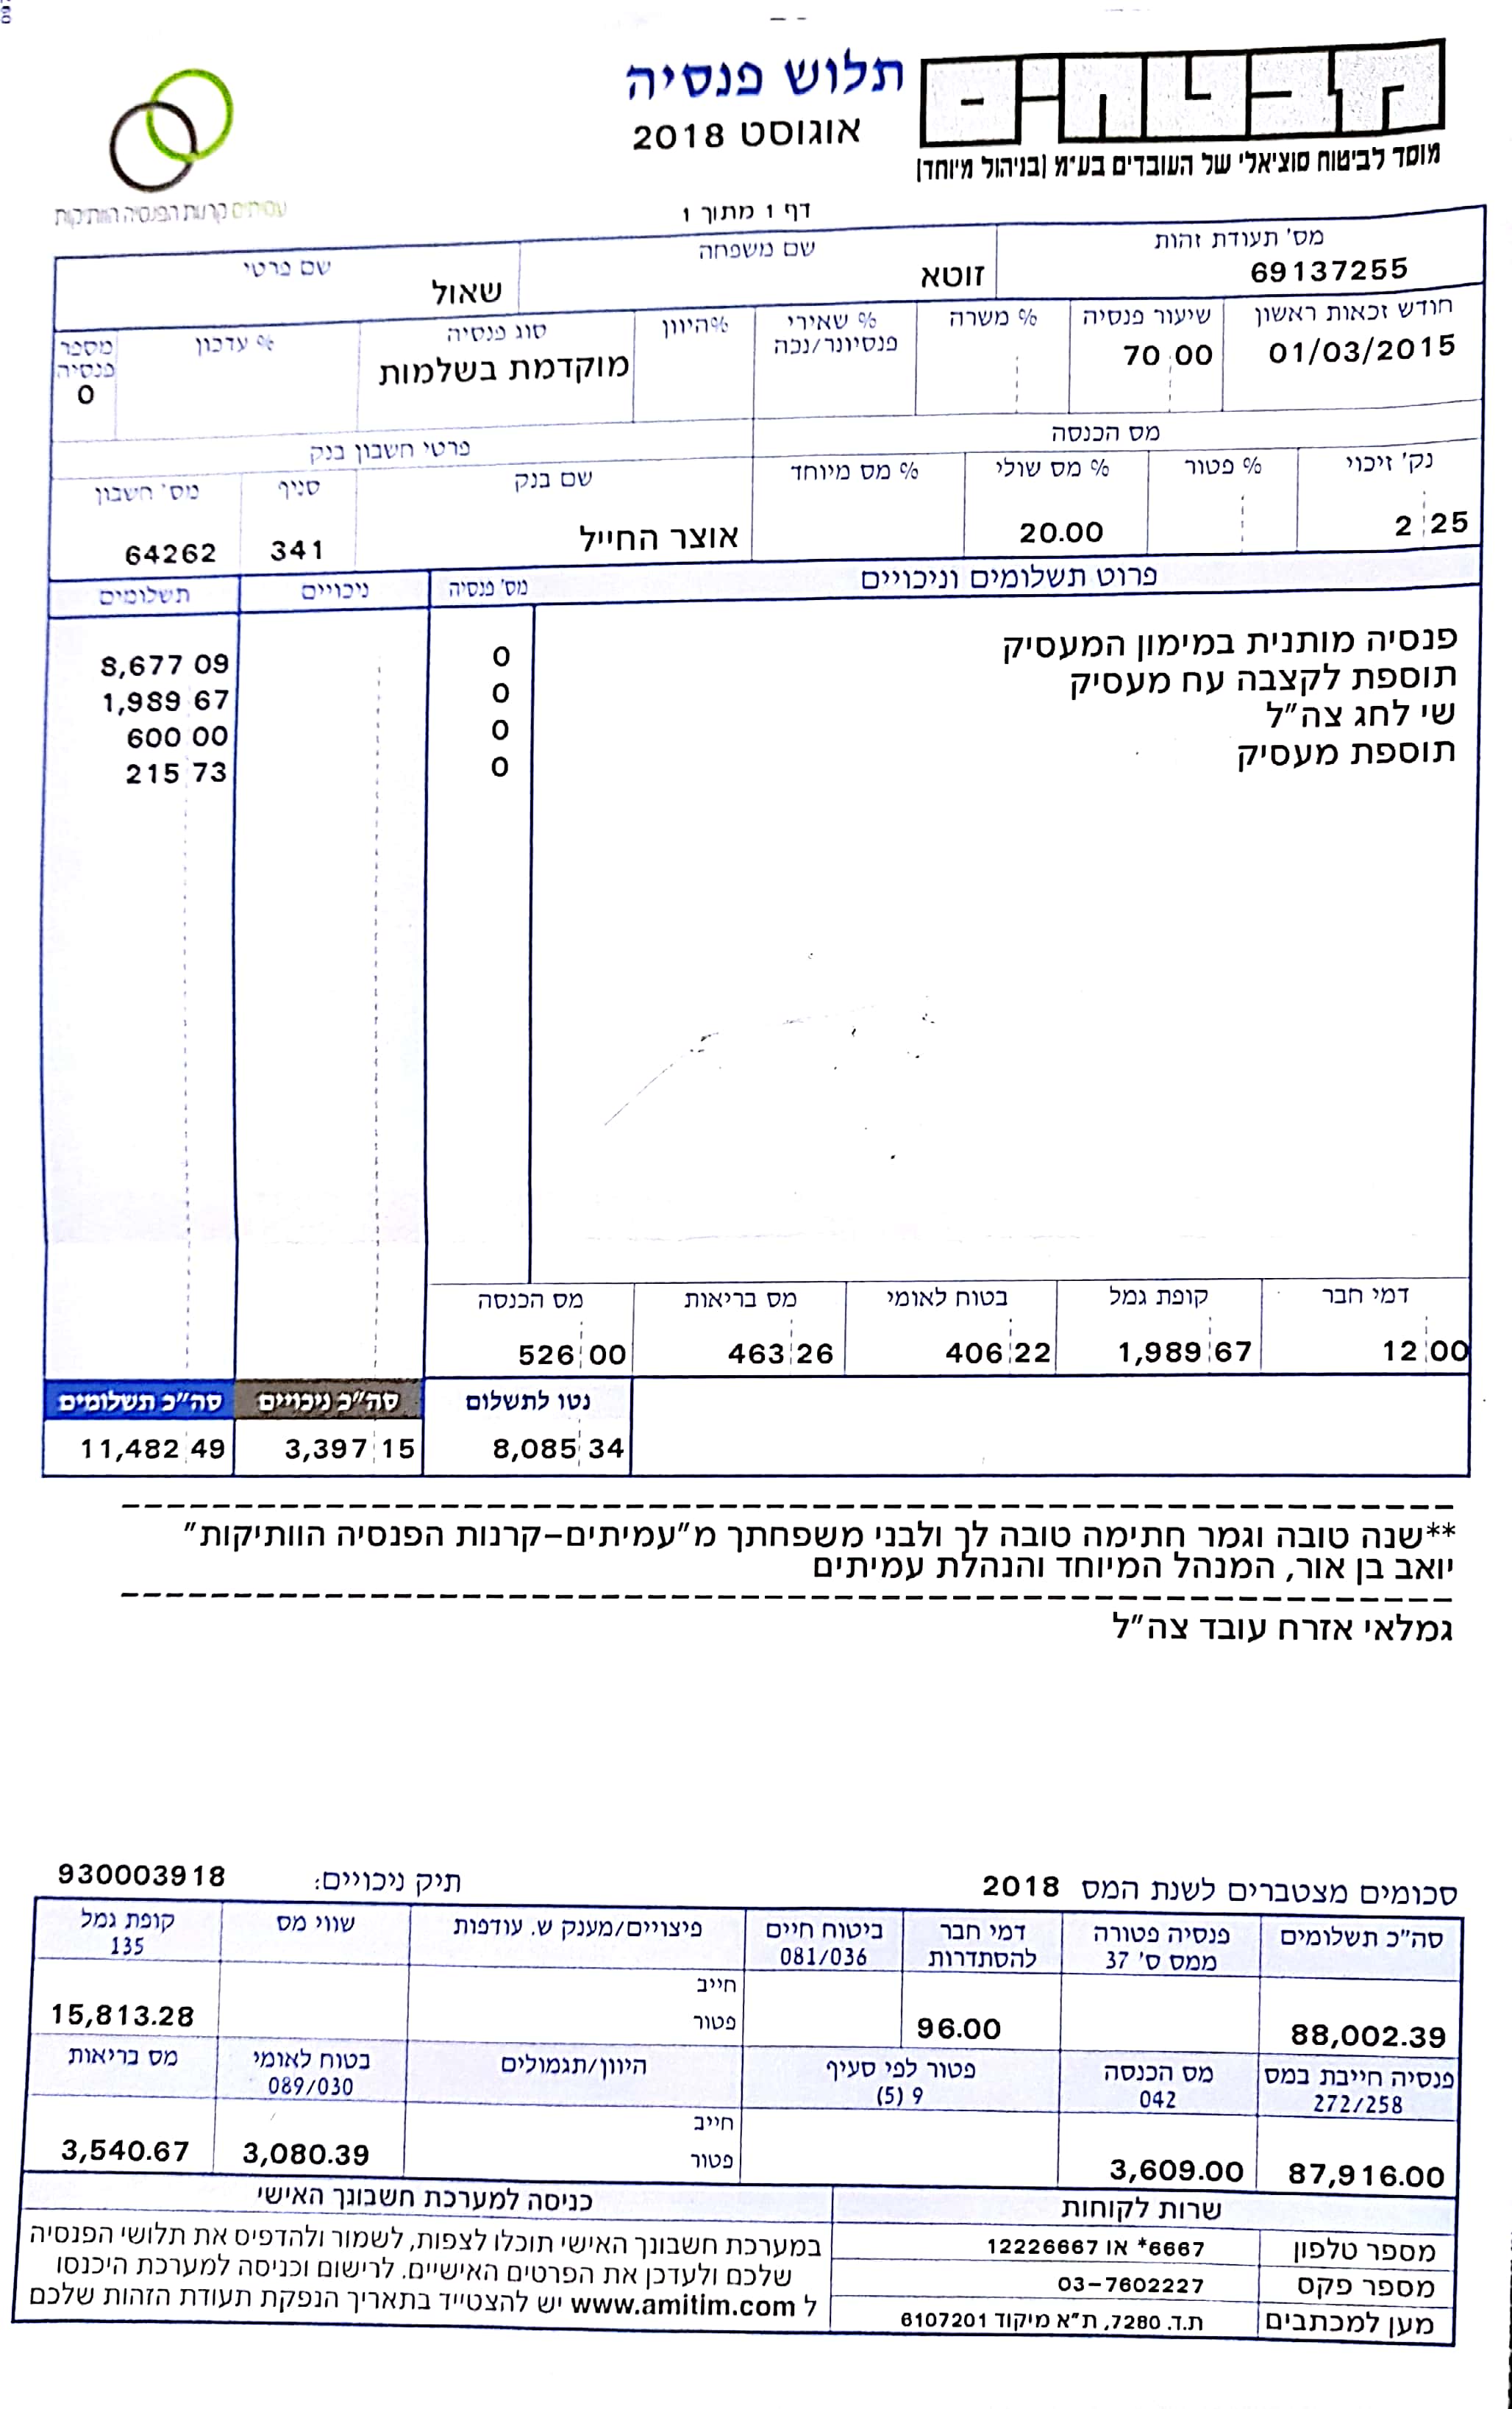 תלוש פנסיה
אוגוסט 2018
מבטחים
מוסד לביטוח סוציאלי של העובדים בע״מ (בניהול מיוחד)
עמיתים קרנות הפנסיה הוותיקות
דף 1 מתוך 1
מס׳ תעודת זהות שם משפחה שם פרטי
69137255 זוטא שאול
חודש זכאות ראשון שיעור פנסיה % משרה % שאירי פנסיונר/נכה %היוון סוג פנסיה % עדכון מספר פנסיה
01/03/2015 70 00 מוקדמת בשלמות 0
מס הכנסה פרטי חשבון בנק
נק׳ זיכוי % פטור % מס שולי % מס מיוחד שם בנק סניף מס׳ חשבון
2 25 20.00 אוצר החייל 341 64262
פרוט תשלומים וניכויים מס׳ פנסיה ניכויים תשלומים
פנסיה מותנית במימון המעסיק 0 8,677 09
תוספת לקצבה עח מעסיק 0 1,989 67
שי לחג צה״ל 0 600 00
תוספת מעסיק 0 215 73
דמי חבר קופת גמל בטוח לאומי מס בריאות מס הכנסה
12 00 1,989 67 406 22 463 26 526 00
נטו לתשלום סה״כ ניכויים סה״כ תשלומים
8,085 34 3,397 15 11,482 49
**שנה טובה וגמר חתימה טובה לך ולבני משפחתך מ״עמיתים-קרנות הפנסיה הוותיקות״
יואב בן אור, המנהל המיוחד והנהלת עמיתים
גמלאי אזרח עובד צה״ל
סכומים מצטברים לשנת המס 2018 תיק ניכויים: 930003918
סה״כ תשלומים פנסיה פטורה ממס ס׳ 37 דמי חבר להסתדרות ביטוח חיים 081/036 פיצויים/מענק ש. עודפות שווי מס קופת גמל 135
חייב
88,002.39 96.00 פטור 15,813.28
פנסיה חייבת במס 272/258 מס הכנסה 042 פטור לפי סעיף 9 (5) היוון/תגמולים בטוח לאומי 089/030 מס בריאות
חייב
87,916.00 3,609.00 פטור 3,080.39 3,540.67
שרות לקוחות
מספר טלפון 6667* או 12226667
מספר פקס 03-7602227
מען למכתבים ת.ד. 7280, ת״א מיקוד 6107201
כניסה למערכת חשבונך האישי
במערכת חשבונך האישי תוכלו לצפות, לשמור ולהדפיס את תלושי הפנסיה
שלכם ולעדכן את הפרטים האישיים. לרישום וכניסה למערכת היכנסו
ל www.amitim.com יש להצטייד בתאריך הנפקת תעודת הזהות שלכם